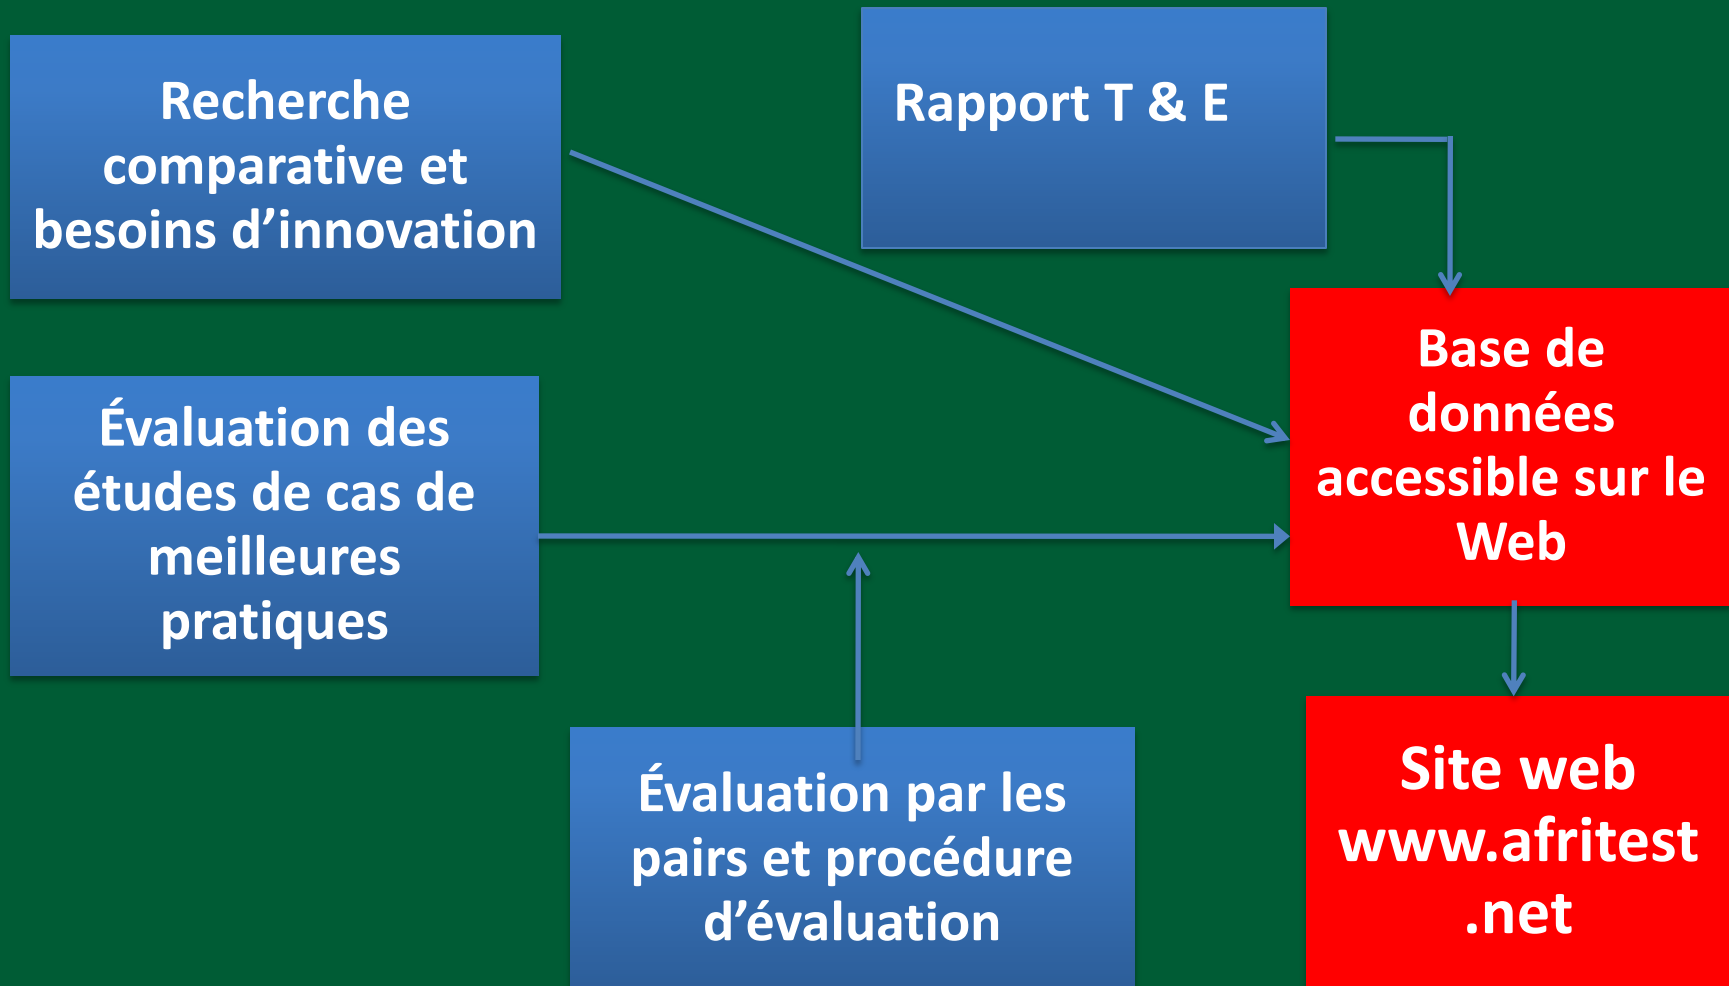 Recherche
comparative et
besoins d’innovation
Rapport T & E
Évaluation des
études de cas de
meilleures
pratiques
Base de
données
accessible sur le
Web
Évaluation par les
pairs et procédure
d’évaluation
Site web
www.afritest
.net